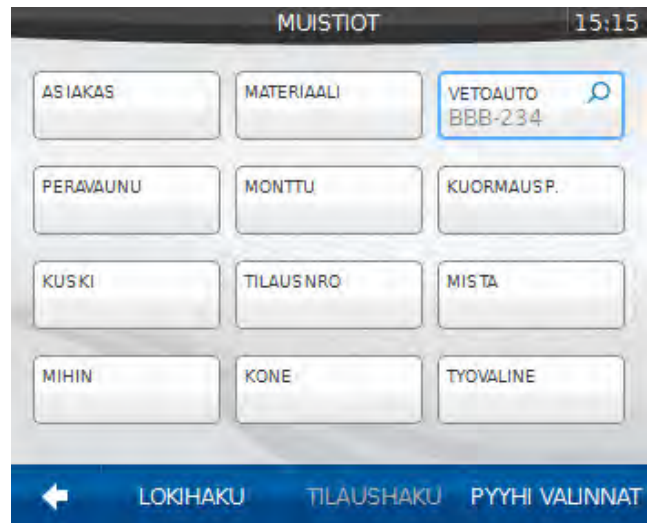 MUISTIOT 15:15
ASIAKAS MATERIAALI VETOAUTO
BBB-234
PERAVAUNU MONTTU KUORMAUSP.
KUSKI TILAUSNRO MISTA
MIHIN KONE TYOVALINE
LOKIHAKU TILAUSHAKU PYYHI VALINNAT